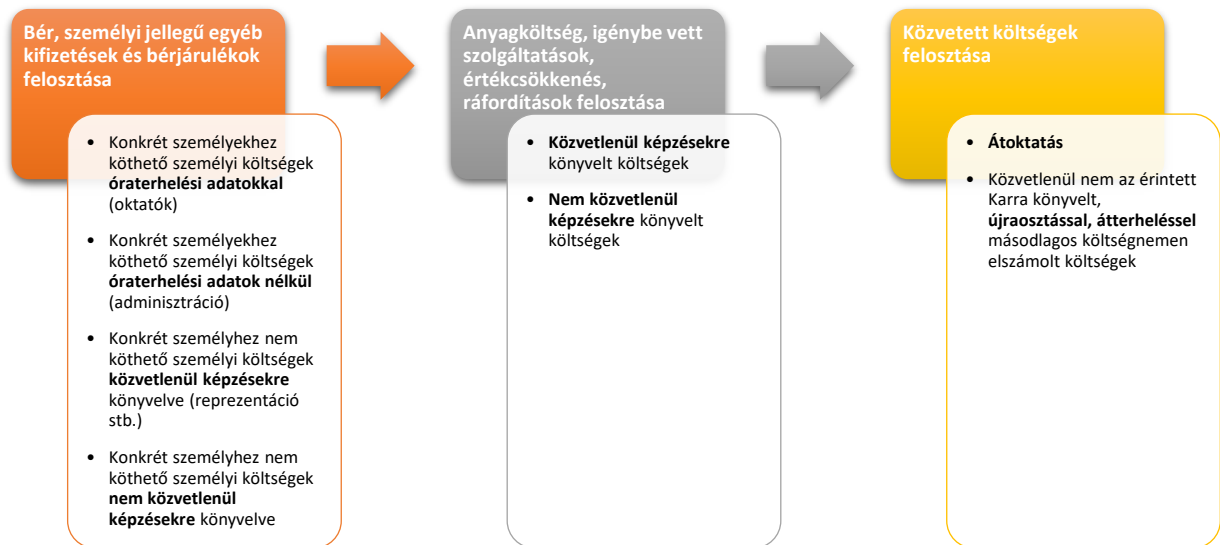 Bér, személyi jellegű egyéb
kifizetések és bérjárulékok
felosztása
• Konkrét személyekhez
köthető személyi költségek
óraterhelési adatokkal
(oktatók)
• Konkrét személyekhez
köthető személyi költségek
óraterhelési adatok nélkül
(adminisztráció)
• Konkrét személyhez nem
köthető személyi költségek
közvetlenül képzésekre
könyvelve (reprezentáció
stb.)
• Konkrét személyhez nem
köthető személyi költségek
nem közvetlenül
képzésekre könyvelve
Anyagköltség, igénybe vett
szolgáltatások,
értékcsökkenés,
ráfordítások felosztása
• Közvetlenül képzésekre
könyvelt költségek
• Nem közvetlenül
képzésekre könyvelt
költségek
Közvetett költségek
felosztása
• Átoktatás
• Közvetlenül nem az érintett
Karra könyvelt,
újraosztással, átterheléssel
másodlagos költségnemen
elszámolt költségek